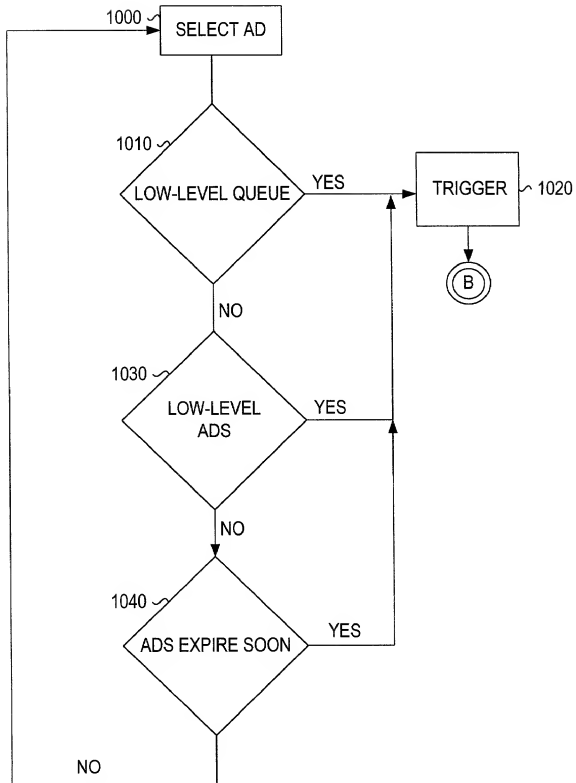 1000
SELECT AD
1010
LOW-LEVEL QUEUE
YES
TRIGGER
1020
B
NO
1030
LOW-LEVEL
ADS
YES
NO
1040
ADS EXPIRE SOON
YES
NO